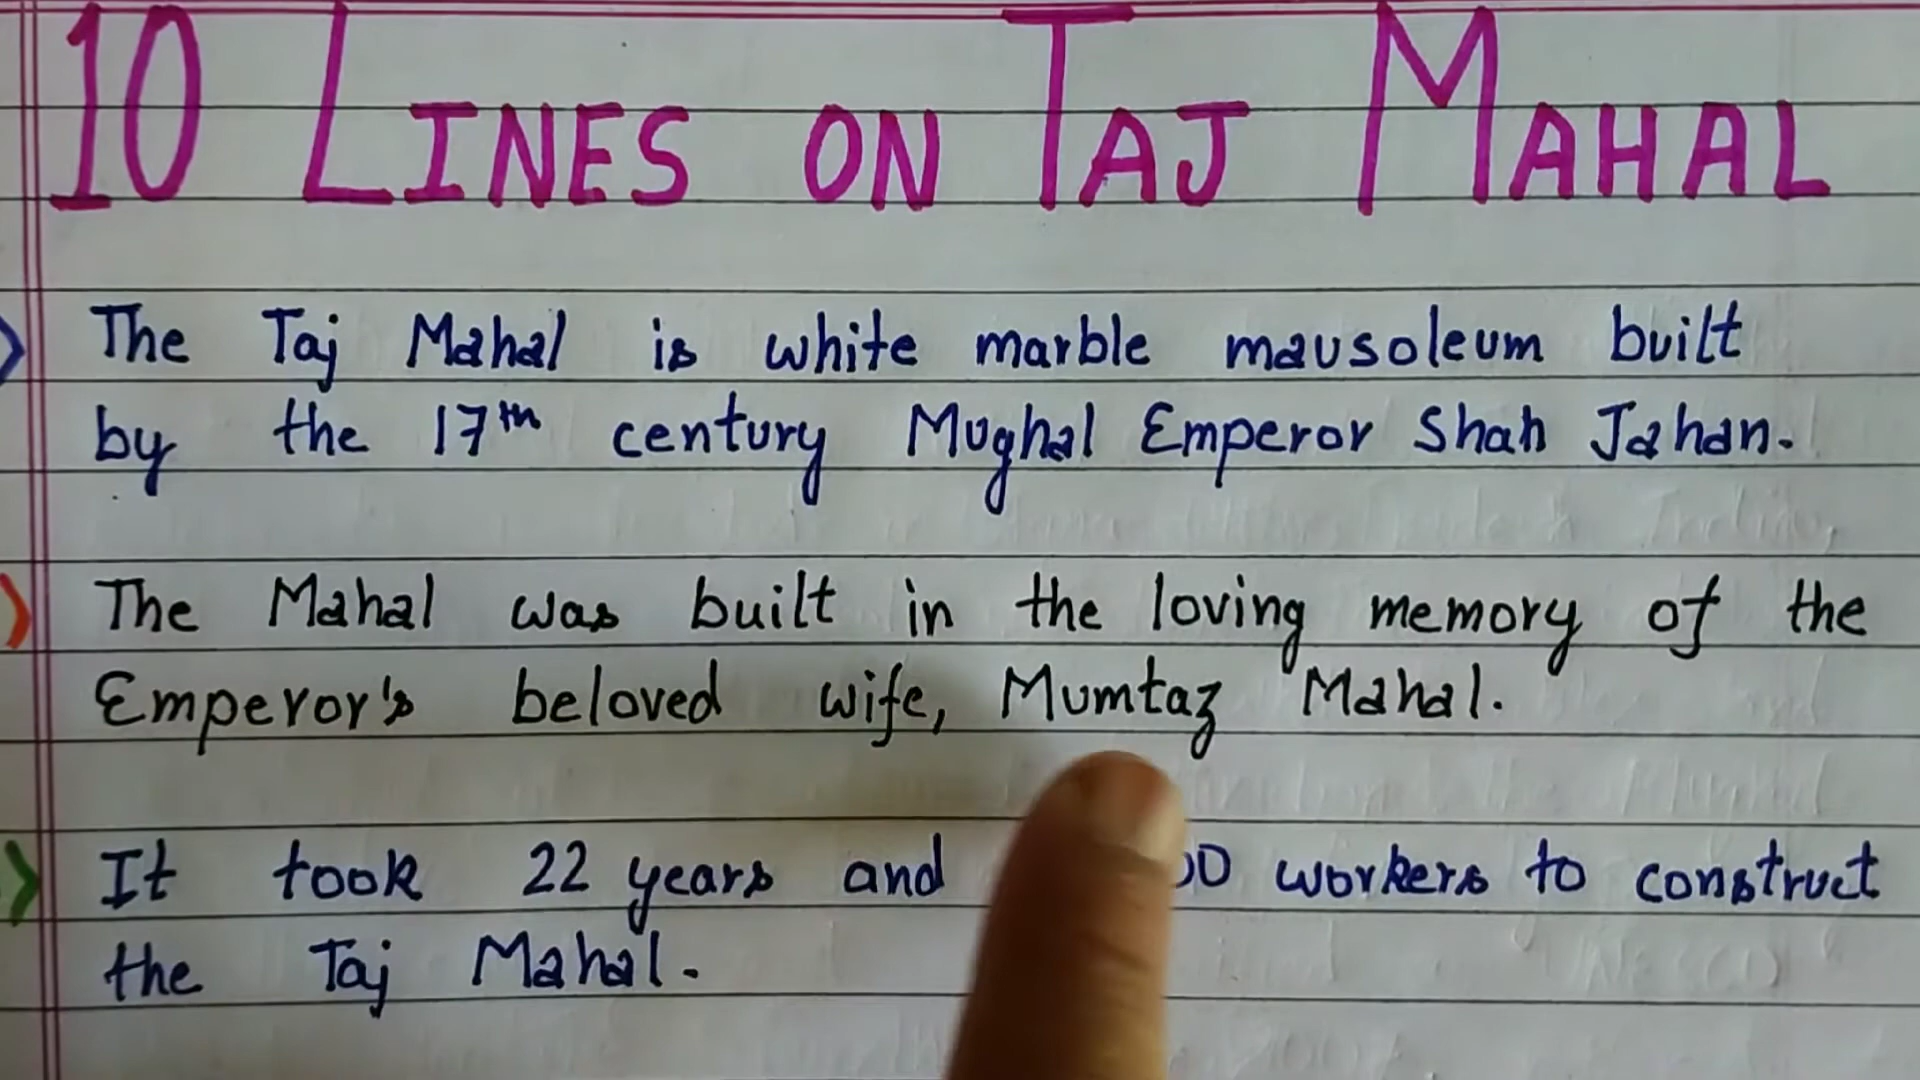 10 LINES ON TAJ MAHAL
The Taj Mahal is white marble mausoleum built
by the 17th century Mughal Emperor Shah Jahan.
The Mahal was built in the loving memory of the
Emperor's beloved wife, Mumtaz Mahal.
It took 22 years and workers to construct
the Taj Mahal.